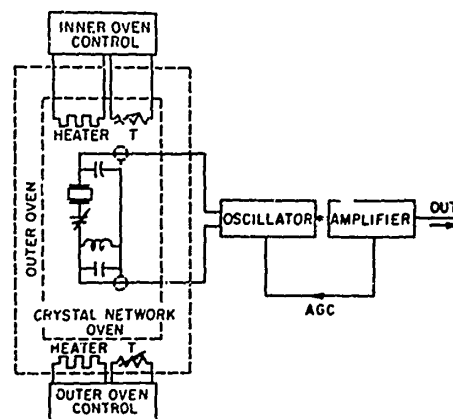 INNER OVEN
CONTROL
HEATER T
OUTER OVEN
OSCILLATOR
AMPLIFIER
OUT
AGC
CRYSTAL NETWORK
OVEN
HEATER T
OUTER OVEN
CONTROL